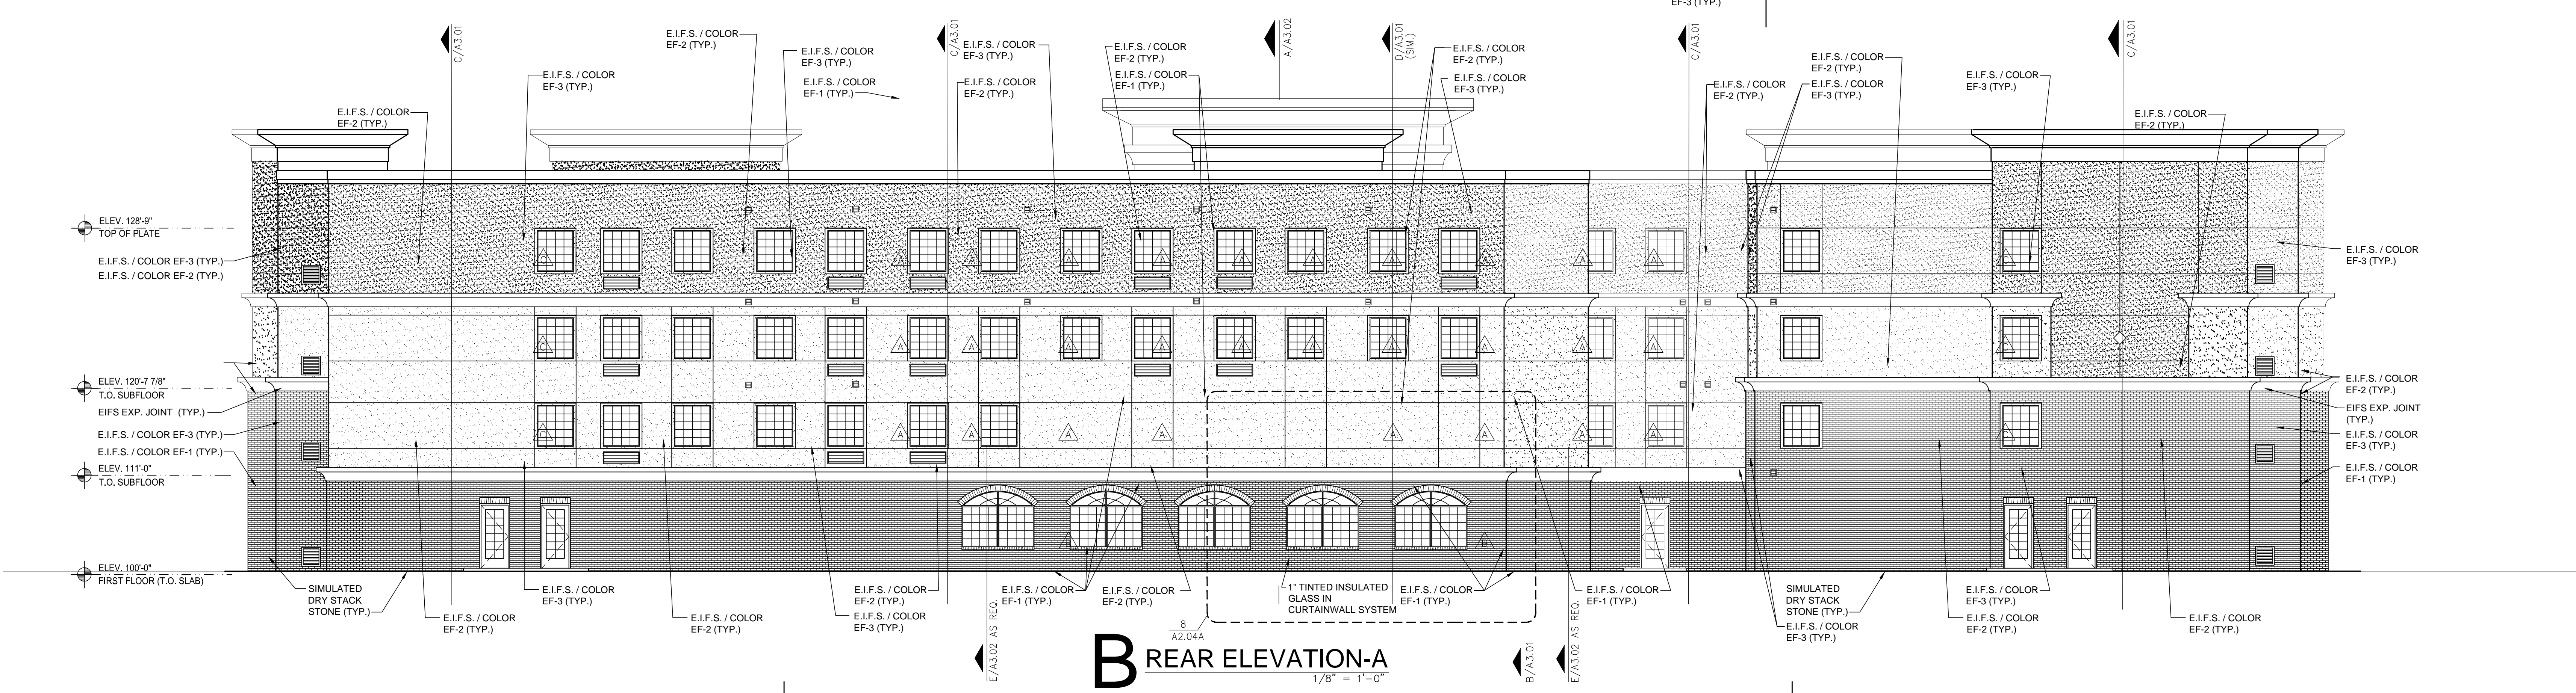 EF-3 (TYP.)
C/A3.01
E.I.F.S. / COLOR
EF-2 (TYP.)
E.I.F.S. / COLOR
EF-3 (TYP.)
E.I.F.S. / COLOR
EF-1 (TYP.)
C/A3.01
E.I.F.S. / COLOR
EF-3 (TYP.)
E.I.F.S. / COLOR
EF-2 (TYP.)
E.I.F.S. / COLOR
EF-2 (TYP.)
E.I.F.S. / COLOR
EF-1 (TYP.)
A/A3.02
D/A3.01
(SIM.)
E.I.F.S. / COLOR
EF-2 (TYP.)
E.I.F.S. / COLOR
EF-3 (TYP.)
C/A3.01
E.I.F.S. / COLOR
EF-2 (TYP.)
E.I.F.S. / COLOR
EF-2 (TYP.)
E.I.F.S. / COLOR
EF-3 (TYP.)
E.I.F.S. / COLOR
EF-3 (TYP.)
C/A3.01
E.I.F.S. / COLOR
EF-2 (TYP.)
E.I.F.S. / COLOR
EF-3 (TYP.)
E.I.F.S. / COLOR
EF-2 (TYP.)
ELEV. 128'-9"
TOP OF PLATE
E.I.F.S. / COLOR EF-3 (TYP.)
E.I.F.S. / COLOR EF-2 (TYP.)
E.I.F.S. / COLOR
EF-3 (TYP.)
C A A A A A A A A A A C
C A A A A A A A A A A C
ELEV. 120'-7 7/8"
T.O. SUBFLOOR
EIFS EXP. JOINT (TYP.)
E.I.F.S. / COLOR EF-3 (TYP.)
E.I.F.S. / COLOR EF-1 (TYP.)
C A A A A A A A A C
E.I.F.S. / COLOR
EF-2 (TYP.)
EIFS EXP. JOINT
(TYP.)
E.I.F.S. / COLOR
EF-3 (TYP.)
E.I.F.S. / COLOR
EF-1 (TYP.)
ELEV. 111'-0"
T.O. SUBFLOOR
B B
ELEV. 100'-0"
FIRST FLOOR (T.O. SLAB)
SIMULATED
DRY STACK
STONE (TYP.)
E.I.F.S. / COLOR
EF-2 (TYP.)
E.I.F.S. / COLOR
EF-3 (TYP.)
E.I.F.S. / COLOR
EF-2 (TYP.)
E.I.F.S. / COLOR
EF-2 (TYP.)
E.I.F.S. / COLOR
EF-3 (TYP.)
E/A3.02 AS REQ.
E.I.F.S. / COLOR
EF-1 (TYP.)
E.I.F.S. / COLOR
EF-2 (TYP.)
8
A2.04A
1" TINTED INSULATED
GLASS IN
CURTAINWALL SYSTEM
E.I.F.S. / COLOR
EF-1 (TYP.)
B/A3.01
E/A3.02 AS REQ.
E.I.F.S. / COLOR
EF-1 (TYP.)
SIMULATED
DRY STACK
STONE (TYP.)
E.I.F.S. / COLOR
EF-3 (TYP.)
E.I.F.S. / COLOR
EF-3 (TYP.)
E.I.F.S. / COLOR
EF-2 (TYP.)
E.I.F.S. / COLOR
EF-2 (TYP.)
B REAR ELEVATION-A
1/8" = 1'-0"